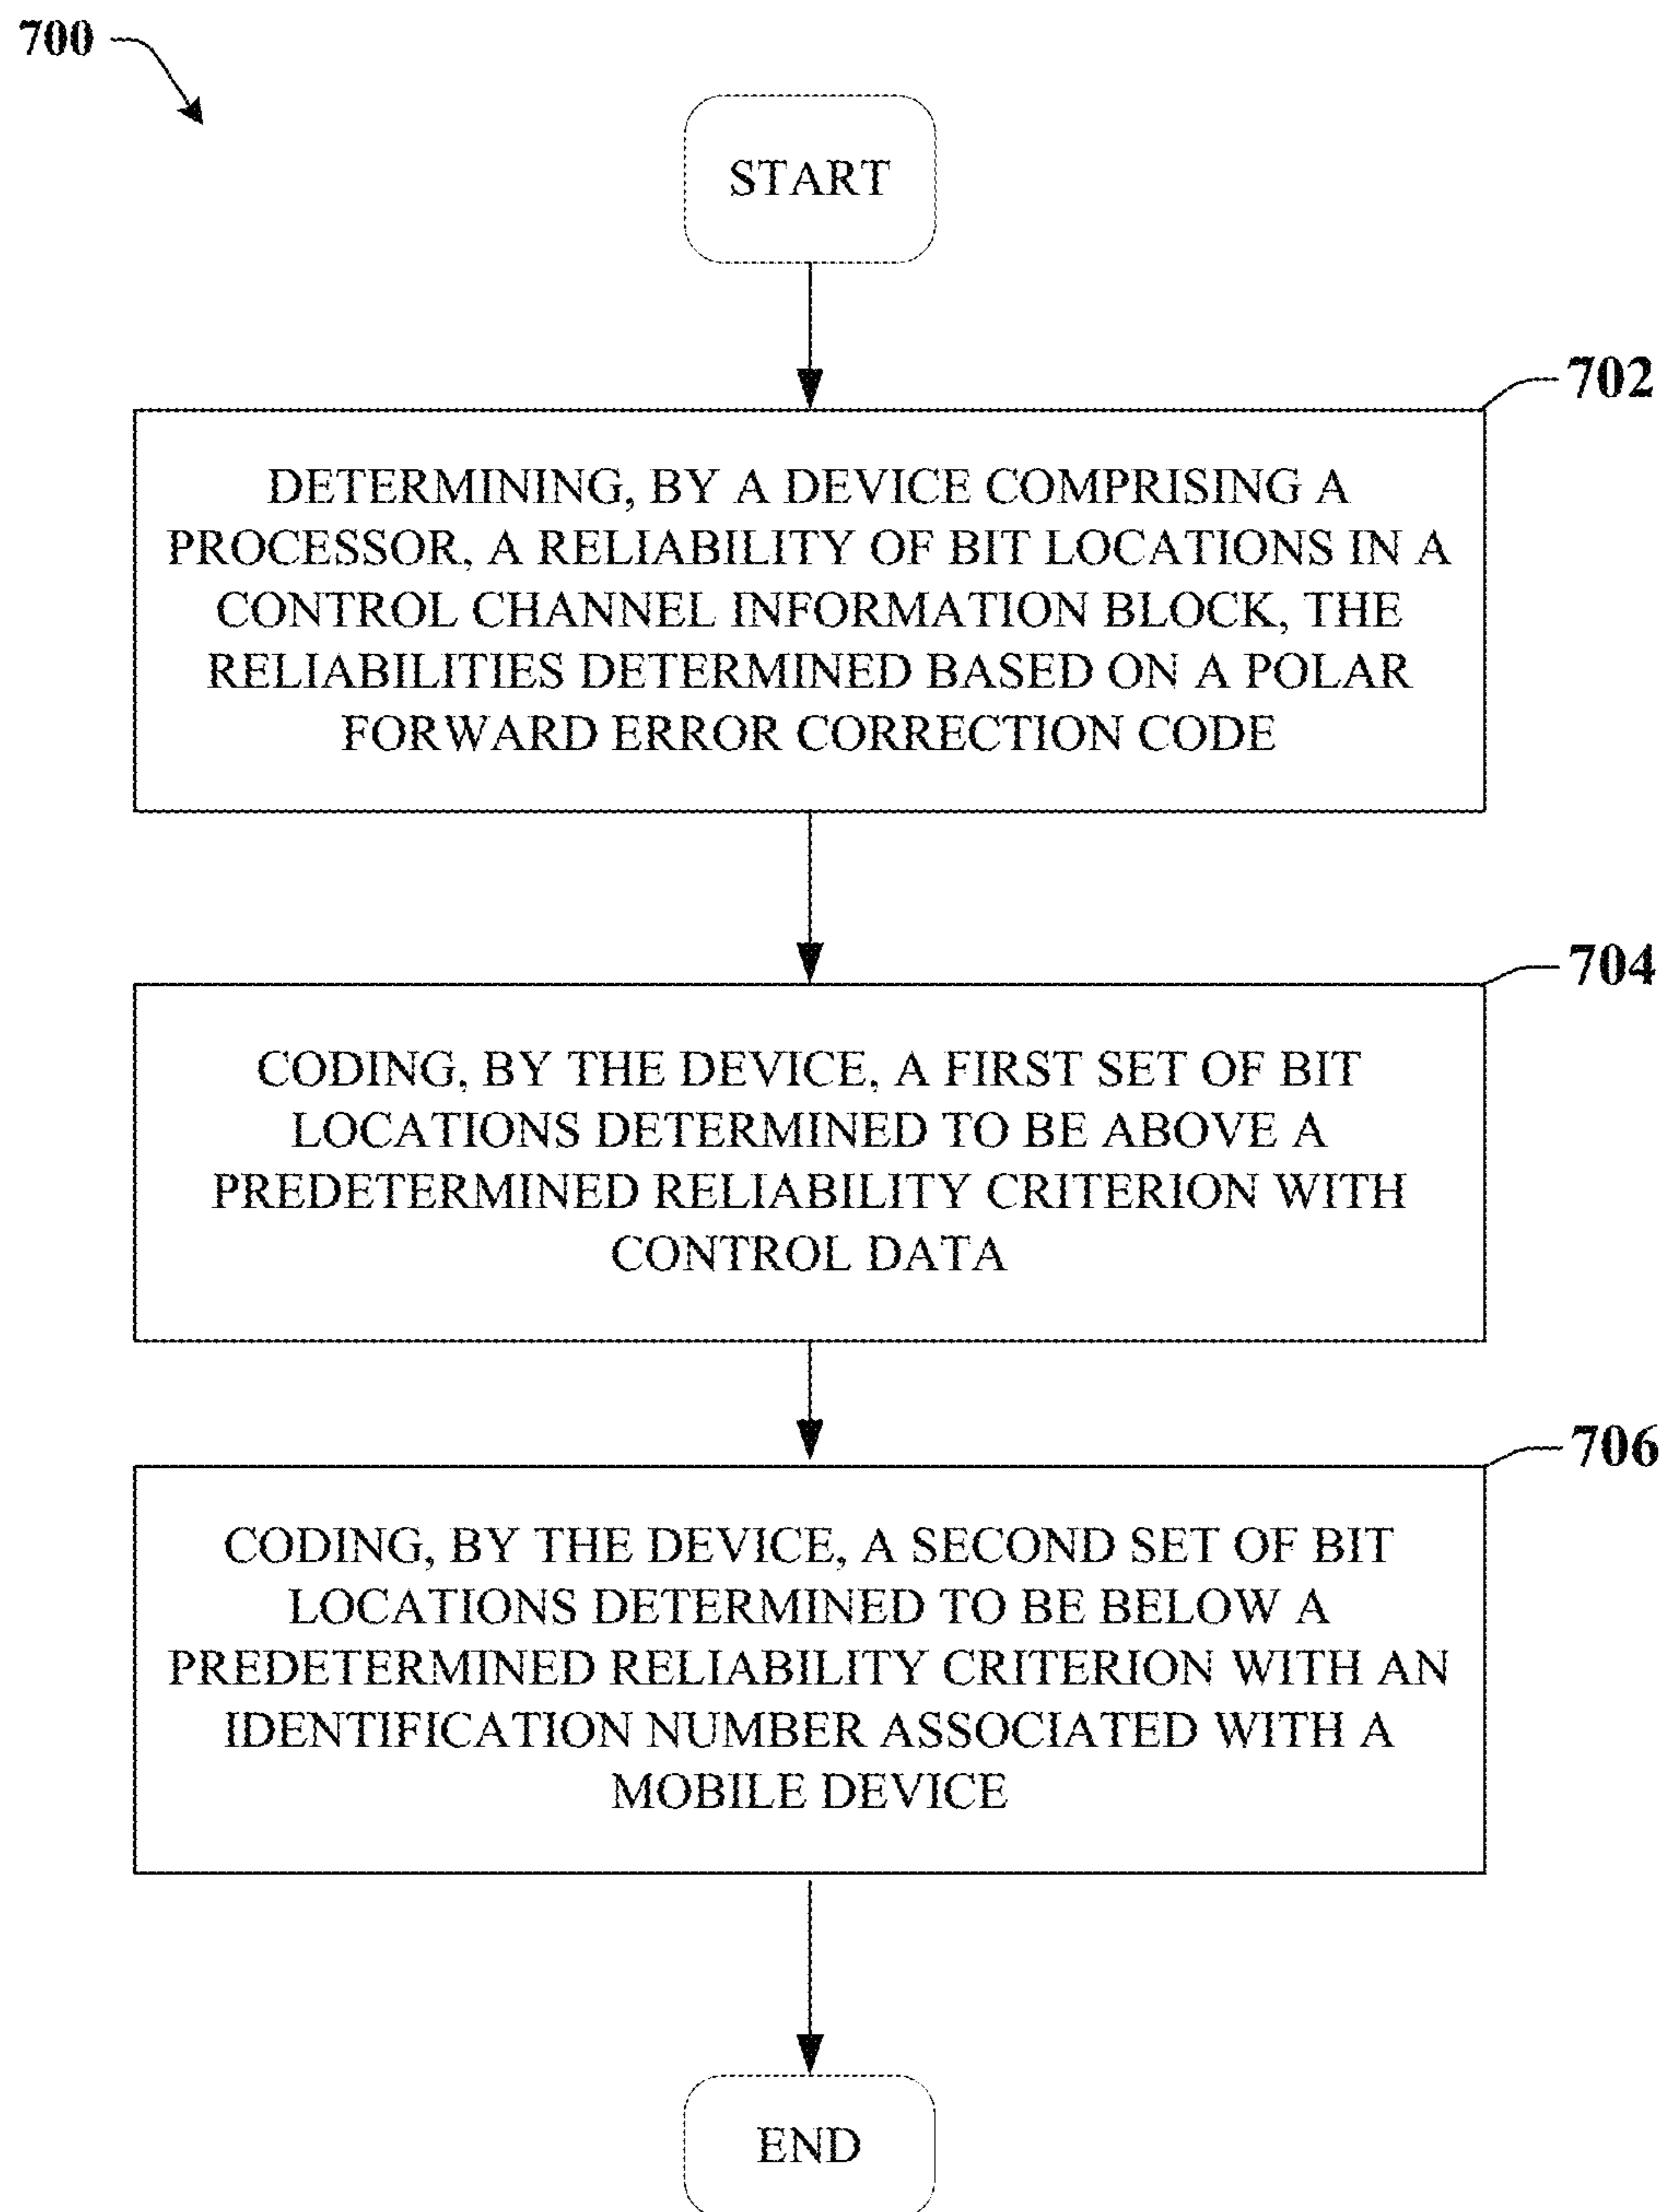 700
START
702
DETERMINING, BY A DEVICE COMPRISING A
PROCESSOR, A RELIABILITY OF BIT LOCATIONS IN A
CONTROL CHANNEL INFORMATION BLOCK, THE
RELIABILITIES DETERMINED BASED ON A POLAR
FORWARD ERROR CORRECTION CODE
704
CODING, BY THE DEVICE, A FIRST SET OF BIT
LOCATIONS DETERMINED TO BE ABOVE A
PREDETERMINED RELIABILITY CRITERION WITH
CONTROL DATA
706
CODING, BY THE DEVICE, A SECOND SET OF BIT
LOCATIONS DETERMINED TO BE BELOW A
PREDETERMINED RELIABILITY CRITERION WITH AN
IDENTIFICATION NUMBER ASSOCIATED WITH A
MOBILE DEVICE
END